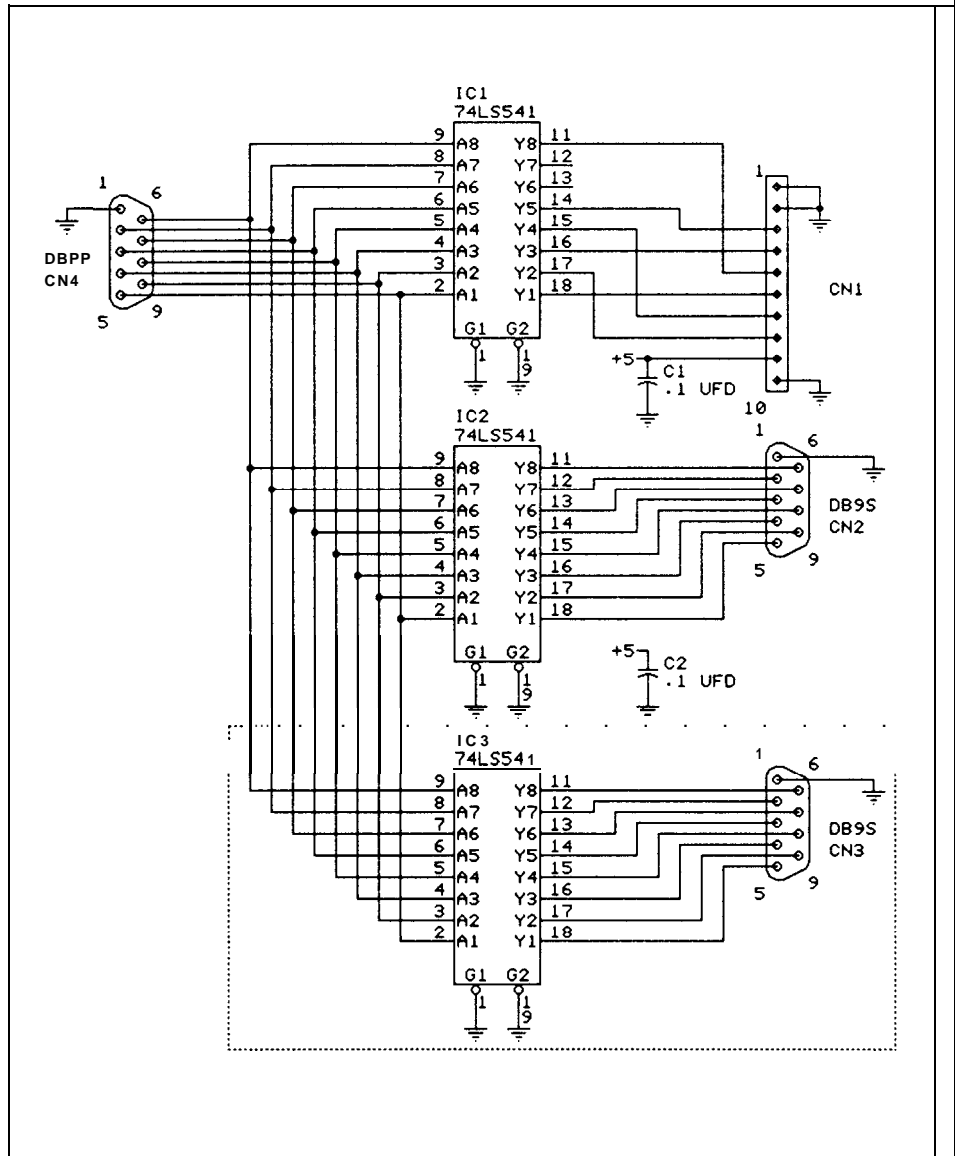 IC1
74LS541
9 A8 Y8 11
8 A7 Y7 12
7 A6 Y6 13
6 A5 Y5 14
5 A4 Y4 15
4 A3 Y3 16
3 A2 Y2 17
2 A1 Y1 18
G1 G2
1 19
1 6
DBPP
CN4
5 9
1
CN1
10
+5
C1
.1 UFD
IC2
74LS541
9 A8 Y8 11
8 A7 Y7 12
7 A6 Y6 13
6 A5 Y5 14
5 A4 Y4 15
4 A3 Y3 16
3 A2 Y2 17
2 A1 Y1 18
G1 G2
1 19
1 6
DB9S
CN2
5 9
+5
C2
.1 UFD
IC3
74LS541
9 A8 Y8 11
8 A7 Y7 12
7 A6 Y6 13
6 A5 Y5 14
5 A4 Y4 15
4 A3 Y3 16
3 A2 Y2 17
2 A1 Y1 18
G1 G2
1 19
1 6
DB9S
CN3
5 9